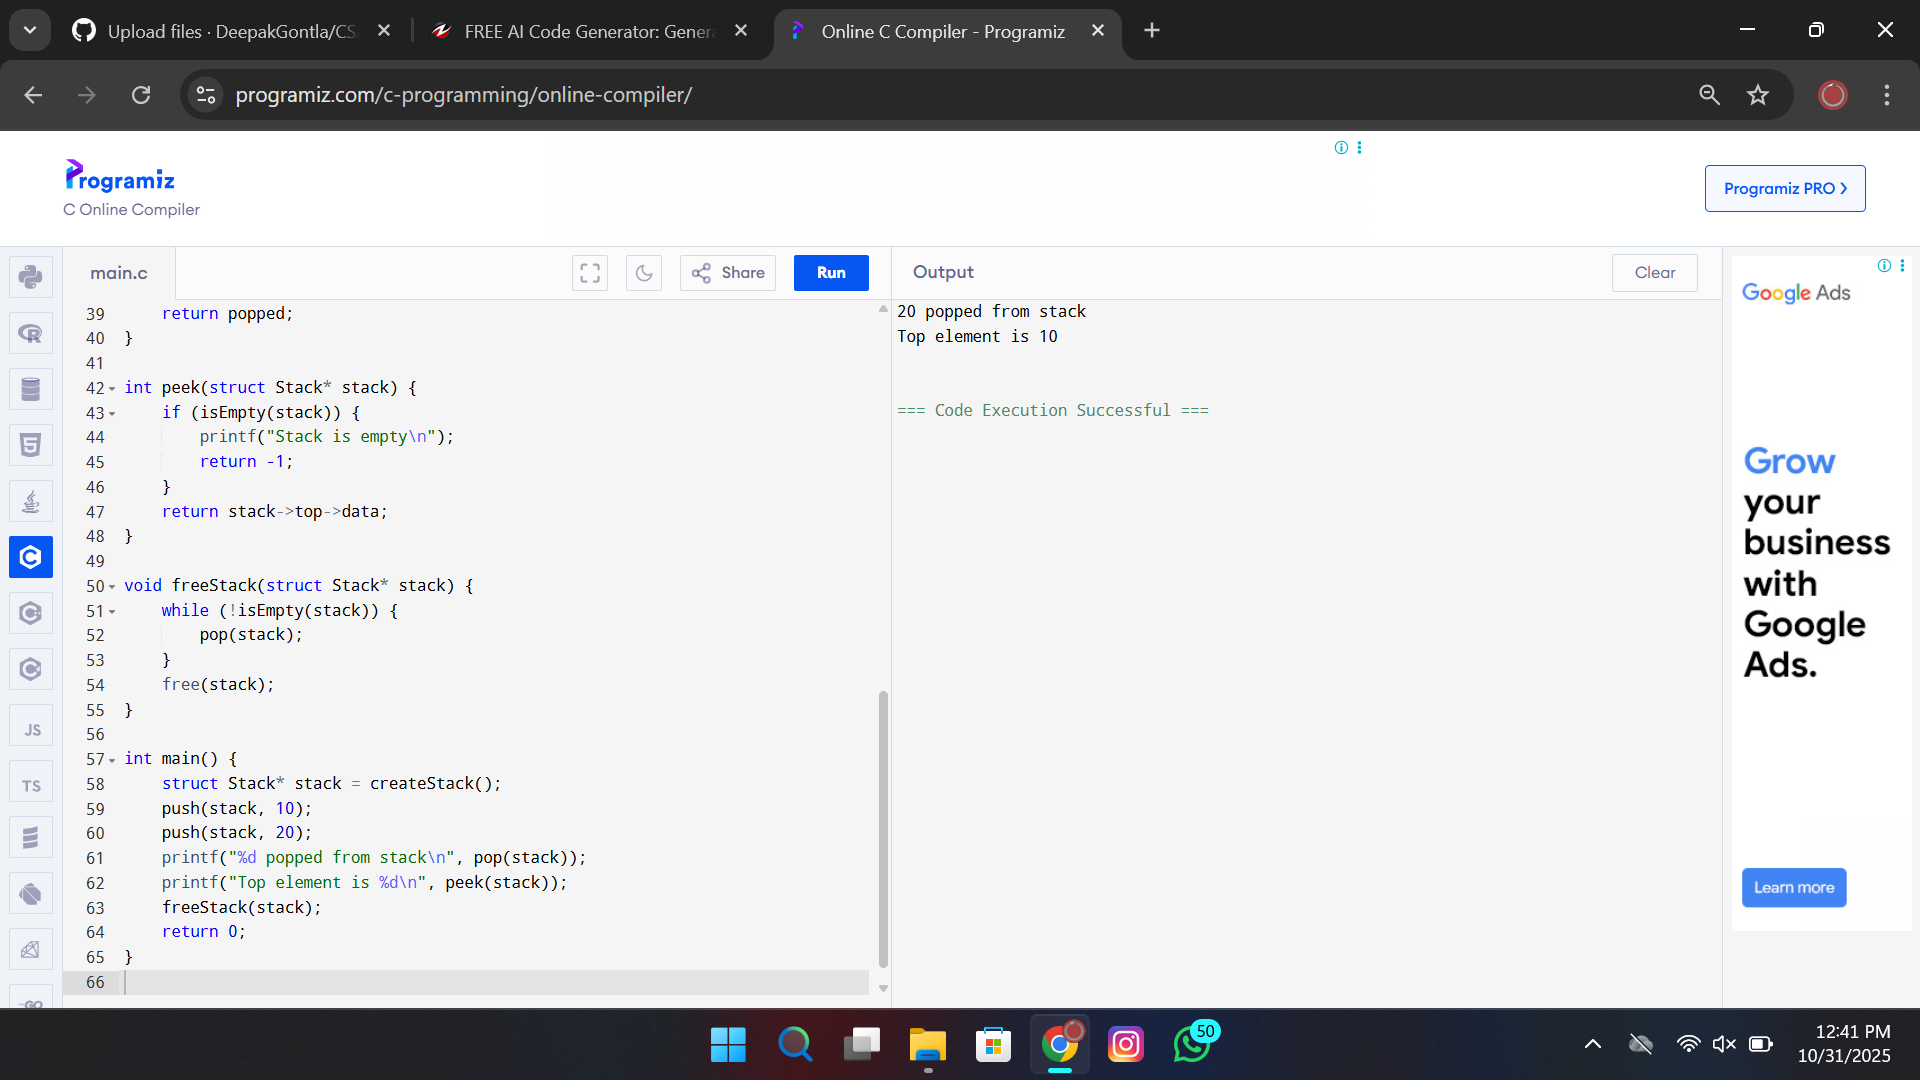 Upload files · DeepakGontla/CS
FREE AI Code Generator: Genera
Online C Compiler - Programiz
programiz.com/c-programming/online-compiler/
Programiz
C Online Compiler
Programiz PRO
main.c
Share
Run
Output
Clear
39     return popped;
40 }
41
42 int peek(struct Stack* stack) {
43     if (isEmpty(stack)) {
44         printf("Stack is empty\n");
45         return -1;
46     }
47     return stack->top->data;
48 }
49
50 void freeStack(struct Stack* stack) {
51     while (!isEmpty(stack)) {
52         pop(stack);
53     }
54     free(stack);
55 }
56
57 int main() {
58     struct Stack* stack = createStack();
59     push(stack, 10);
60     push(stack, 20);
61     printf("%d popped from stack\n", pop(stack));
62     printf("Top element is %d\n", peek(stack));
63     freeStack(stack);
64     return 0;
65 }
66
20 popped from stack
Top element is 10
=== Code Execution Successful ===
Google Ads
Grow
your
business
with
Google
Ads.
Learn more
JS
TS
GO
50
12:41 PM
10/31/2025